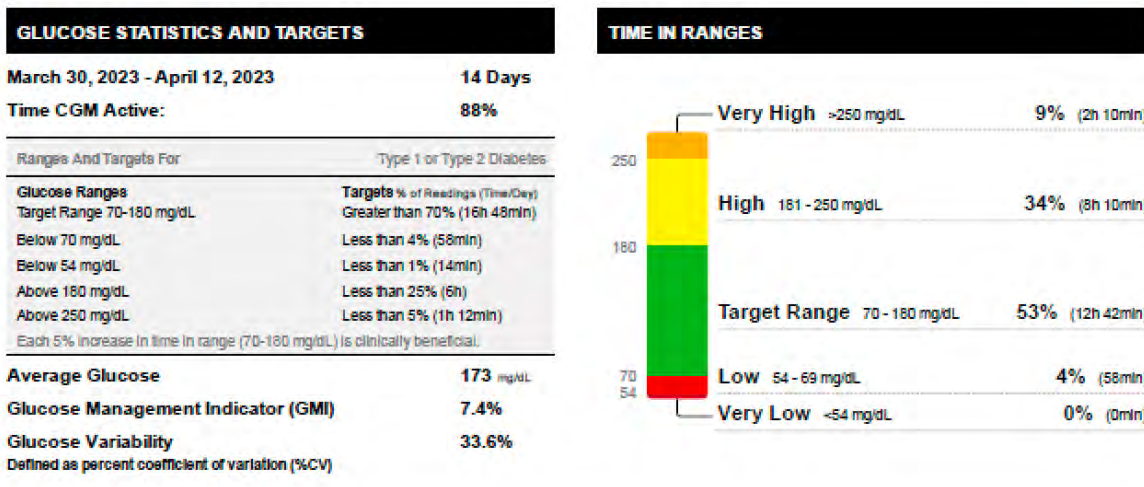 GLUCOSE STATISTICS AND TARGETS
March 30, 2023 - April 12, 2023 14 Days
Time CGM Active: 88%
Ranges And Targets For Type 1 or Type 2 Diabetes
Glucose Ranges Targets % of Readings (Time/Day)
Target Range 70-180 mg/dL Greater than 70% (16h 48min)
Below 70 mg/dL Less than 4% (58min)
Below 54 mg/dL Less than 1% (14min)
Above 180 mg/dL Less than 25% (6h)
Above 250 mg/dL Less than 5% (1h 12min)
Each 5% increase in time in range (70-180 mg/dL) is clinically beneficial.
Average Glucose 173 mg/dL
Glucose Management Indicator (GMI) 7.4%
Glucose Variability 33.6%
Defined as percent coefficient of variation (%CV)
TIME IN RANGES
Very High >250 mg/dL 9% (2h 10min)
250
High 181 - 250 mg/dL 34% (8h 10min
180
Target Range 70 - 180 mg/dL 53% (12h 42min
70
Low 54 - 69 mg/dL 4% (58min
54
Very Low <54 mg/dL 0% (0min)